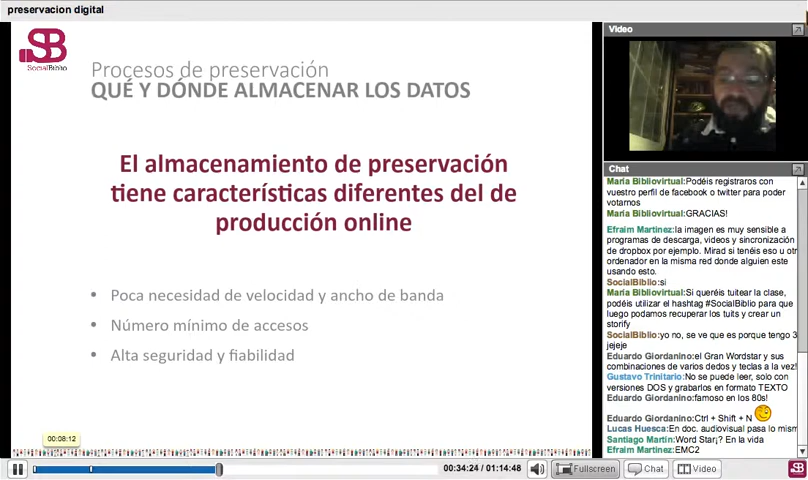 preservacion digital
SB
SocialBiblio
Procesos de preservación
QUÉ Y DÓNDE ALMACENAR LOS DATOS
El almacenamiento de preservación
tiene características diferentes del de
producción online
• Poca necesidad de velocidad y ancho de banda
• Número mínimo de accesos
• Alta seguridad y fiabilidad
00:08:12
00:34:24 / 01:14:48
Fullscreen
Chat
Video
SB
Video
Chat
María Bibliovirtual:Podéis registraros con
vuestro perfil de facebook o twitter para poder
votarnos
María Bibliovirtual:GRACIAS!
Efraim Martinez:la imagen es muy sensible a
programas de descarga, videos y sincronización
de dropbox por ejemplo. Mirad si tenéis eso u otr
ordenador en la misma red donde alguien este
usando esto.
SocialBiblio:si
María Bibliovirtual:Si queréis tuitear la clase,
podéis utilizar el hashtag #SocialBiblio para que
luego podamos recuperar los tuits y crear un
storify
SocialBiblio:yo no, se ve que es porque tengo 3
jejeje
Eduardo Giordanino:el Gran Wordstar y sus
combinaciones de varios dedos y teclas a la vez!
Gustavo Trinitario:No se puede leer, solo con
versiones DOS y grabarlos en formato TEXTO
Eduardo Giordanino:famoso en los 80s!
Eduardo Giordanino:Ctrl + Shift + N
Lucas Huesca:En doc. audiovisual pasa lo mism
Santiago Martín:Word Star¡? En la vida
Efraim Martinez:EMC2